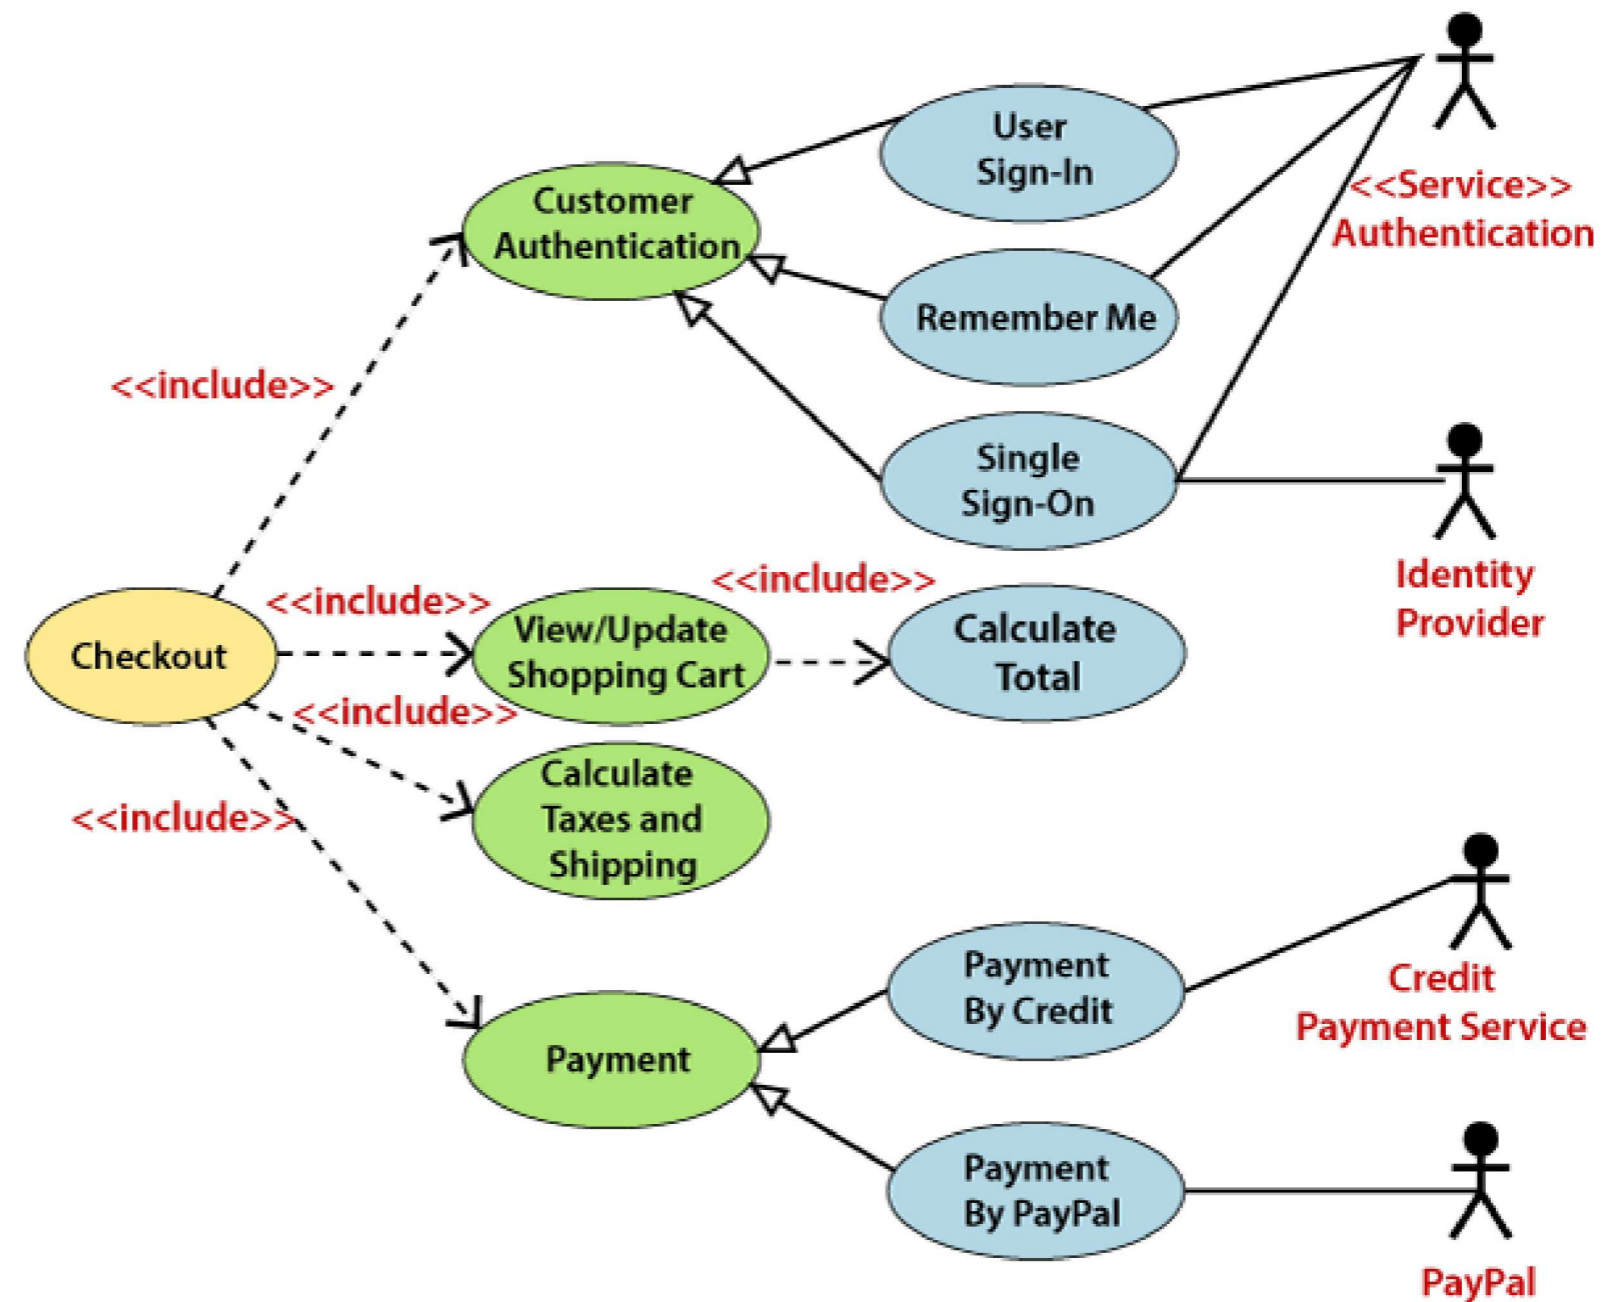 User
Sign-In
<<Service>>
Authentication
Customer
Authentication
Remember Me
<<include>>
Single
Sign-On
Identity
Provider
<<include>>
<<include>>
Checkout
View/Update
Shopping Cart
Calculate
Total
<<include>>
Calculate
Taxes and
Shipping
<<include>>
Payment
By Credit
Credit
Payment Service
Payment
Payment
By PayPal
PayPal